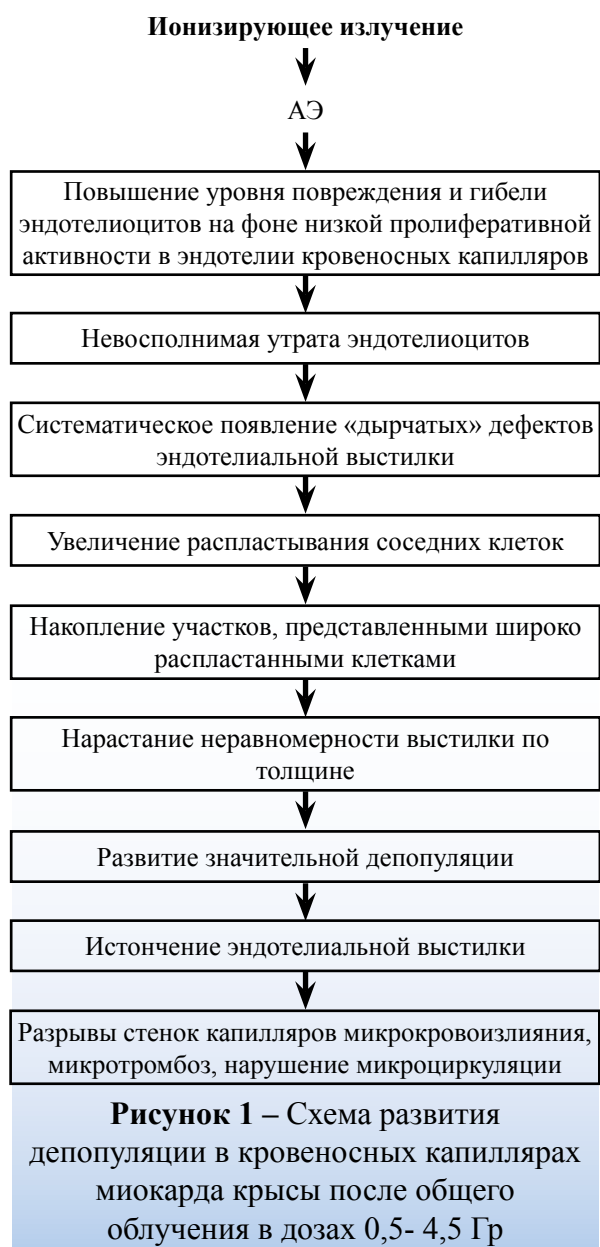 Ионизирующее излучение
АЭ
Повышение уровня повреждения и гибели
эндотелиоцитов на фоне низкой пролиферативной
активности в эндотелии кровеносных капилляров
Невосполнимая утрата эндотелиоцитов
Систематическое появление «дырчатых» дефектов
эндотелиальной выстилки
Увеличение распластывания соседних клеток
Накопление участков, представленными широко
распластанными клетками
Нарастание неравномерности выстилки по
толщине
Развитие значительной депопуляции
Истончение эндотелиальной выстилки
Разрывы стенок капилляров микрокровоизлияния,
микротромбоз, нарушение микроциркуляции
Рисунок 1 – Схема развития
депопуляции в кровеносных капиллярах
миокарда крысы после общего
облучения в дозах 0,5- 4,5 Гр